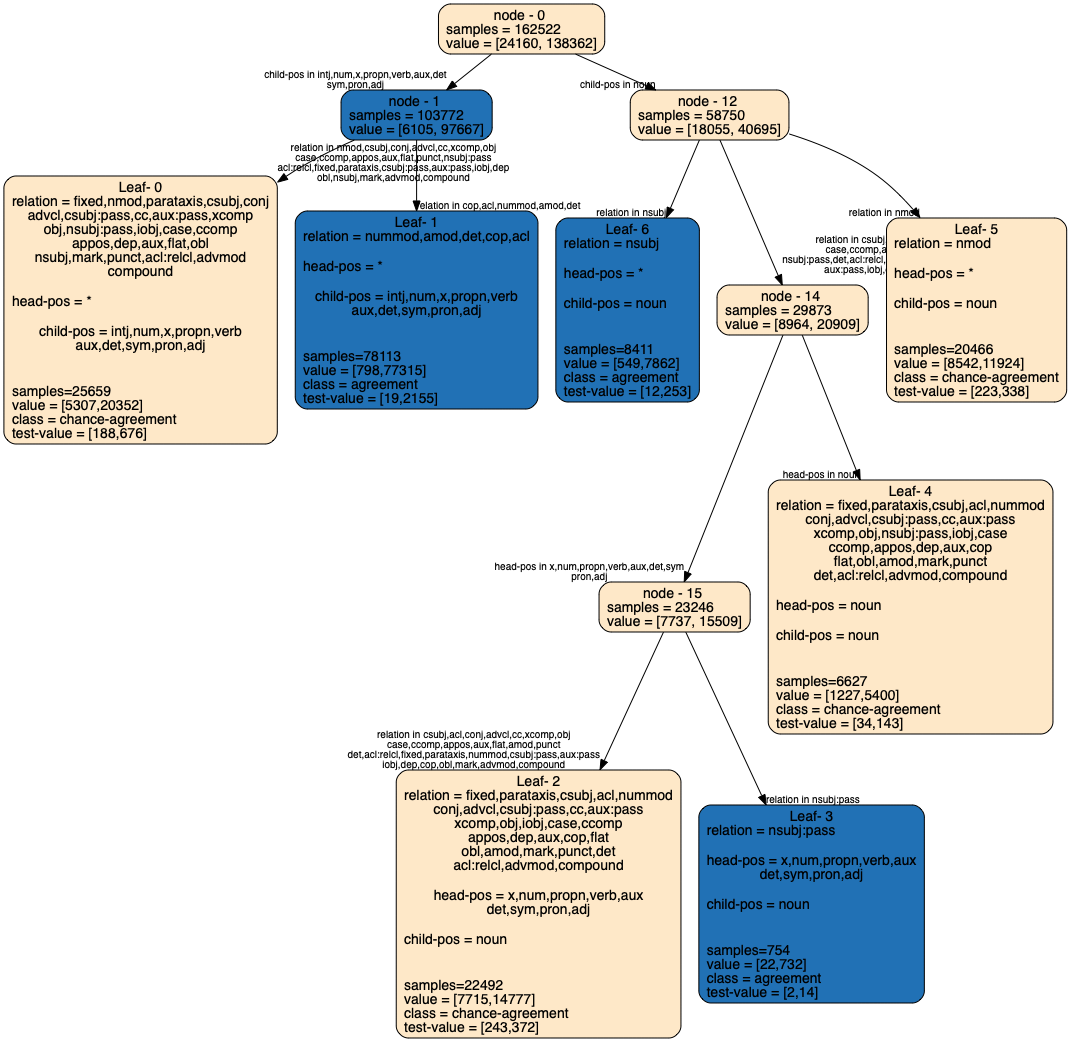 node - 0
samples = 162522
value = [24160, 138362]
child-pos in intj,num,x,propn,verb,aux,det
sym,pron,adj
child-pos in noun
node - 1
samples = 103772
value = [6105, 97667]
node - 12
samples = 58750
value = [18055, 40695]
relation in nmod,csubj,conj,advcl,cc,xcomp,obj
case,ccomp,appos,aux,flat,punct,nsubj:pass
acl:relcl,fixed,parataxis,csubj:pass,aux:pass,iobj,dep
obl,nsubj,mark,advmod,compound
relation in cop,acl,nummod,amod,det
relation in nsubj
relation in csubj,
case,ccomp,a
nsubj:pass,det,acl:relcl,
aux:pass,iobj,
relation in nmod
Leaf- 0
relation = fixed,nmod,parataxis,csubj,conj
advcl,csubj:pass,cc,aux:pass,xcomp
obj,nsubj:pass,iobj,case,ccomp
appos,dep,aux,flat,obl
nsubj,mark,punct,acl:relcl,advmod
compound
head-pos = *
child-pos = intj,num,x,propn,verb
aux,det,sym,pron,adj
samples=25659
value = [5307,20352]
class = chance-agreement
test-value = [188,676]
Leaf- 1
relation = nummod,amod,det,cop,acl
head-pos = *
child-pos = intj,num,x,propn,verb
aux,det,sym,pron,adj
samples=78113
value = [798,77315]
class = agreement
test-value = [19,2155]
Leaf- 6
relation = nsubj
head-pos = *
child-pos = noun
samples=8411
value = [549,7862]
class = agreement
test-value = [12,253]
node - 14
samples = 29873
value = [8964, 20909]
Leaf- 5
relation = nmod
head-pos = *
child-pos = noun
samples=20466
value = [8542,11924]
class = chance-agreement
test-value = [223,338]
head-pos in x,num,propn,verb,aux,det,sym
pron,adj
head-pos in noun
node - 15
samples = 23246
value = [7737, 15509]
Leaf- 4
relation = fixed,parataxis,csubj,acl,nummod
conj,advcl,csubj:pass,cc,aux:pass
xcomp,obj,nsubj:pass,iobj,case
ccomp,appos,dep,aux,cop
flat,obl,amod,mark,punct
det,acl:relcl,advmod,compound
head-pos = noun
child-pos = noun
samples=6627
value = [1227,5400]
class = chance-agreement
test-value = [34,143]
relation in csubj,acl,conj,advcl,cc,xcomp,obj
case,ccomp,appos,aux,flat,amod,punct
det,acl:relcl,fixed,parataxis,nummod,csubj:pass,aux:pass
iobj,dep,cop,obl,mark,advmod,compound
relation in nsubj:pass
Leaf- 2
relation = fixed,parataxis,csubj,acl,nummod
conj,advcl,csubj:pass,cc,aux:pass
xcomp,obj,iobj,case,ccomp
appos,dep,aux,cop,flat
obl,amod,mark,punct,det
acl:relcl,advmod,compound
head-pos = x,num,propn,verb,aux
det,sym,pron,adj
child-pos = noun
samples=22492
value = [7715,14777]
class = chance-agreement
test-value = [243,372]
Leaf- 3
relation = nsubj:pass
head-pos = x,num,propn,verb,aux
det,sym,pron,adj
child-pos = noun
samples=754
value = [22,732]
class = agreement
test-value = [2,14]